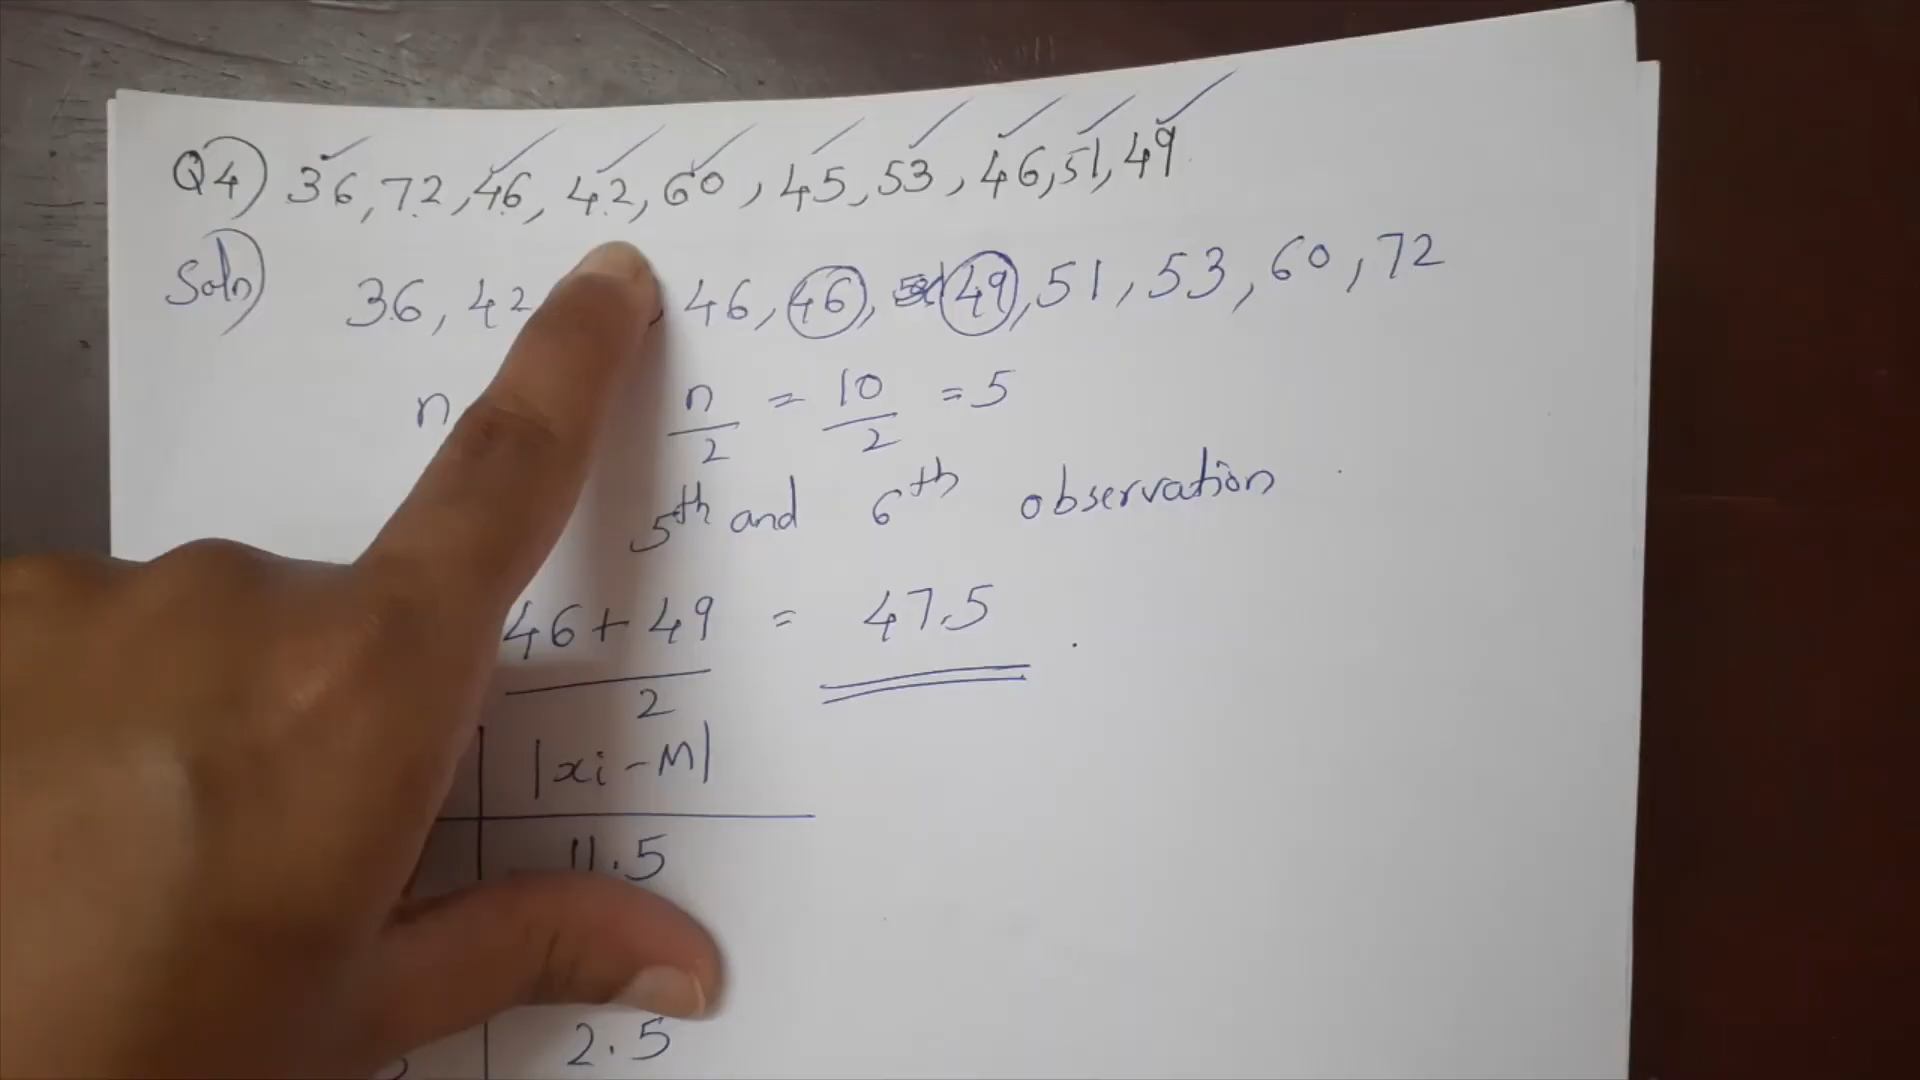 Q4) 36, 72, 46, 42, 60, 45, 53, 46, 51, 49
Soln) 36, 42, 46, 46, 49, 51, 53, 60, 72
n n/2 = 10/2 = 5
5th and 6th observation
46 + 49 / 2 = 47.5
|xi - M|
11.5
2.5